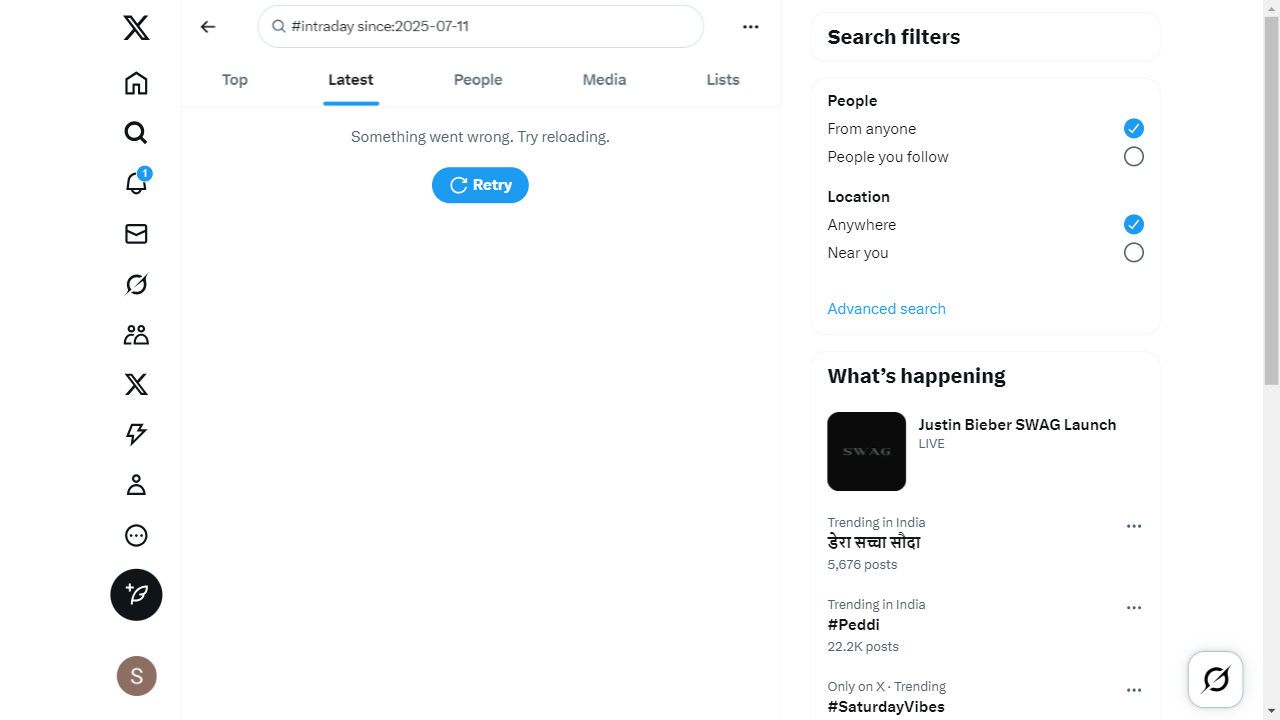 #intraday since:2025-07-11
Top
Latest
People
Media
Lists
Something went wrong. Try reloading.
Retry
1
S
Search filters
People
From anyone
People you follow
Location
Anywhere
Near you
Advanced search
What's happening
SWAG
Justin Bieber SWAG Launch
LIVE
Trending in India
डेरा सच्चा सौदा
5,676 posts
Trending in India
#Peddi
22.2K posts
Only on X · Trending
#SaturdayVibes